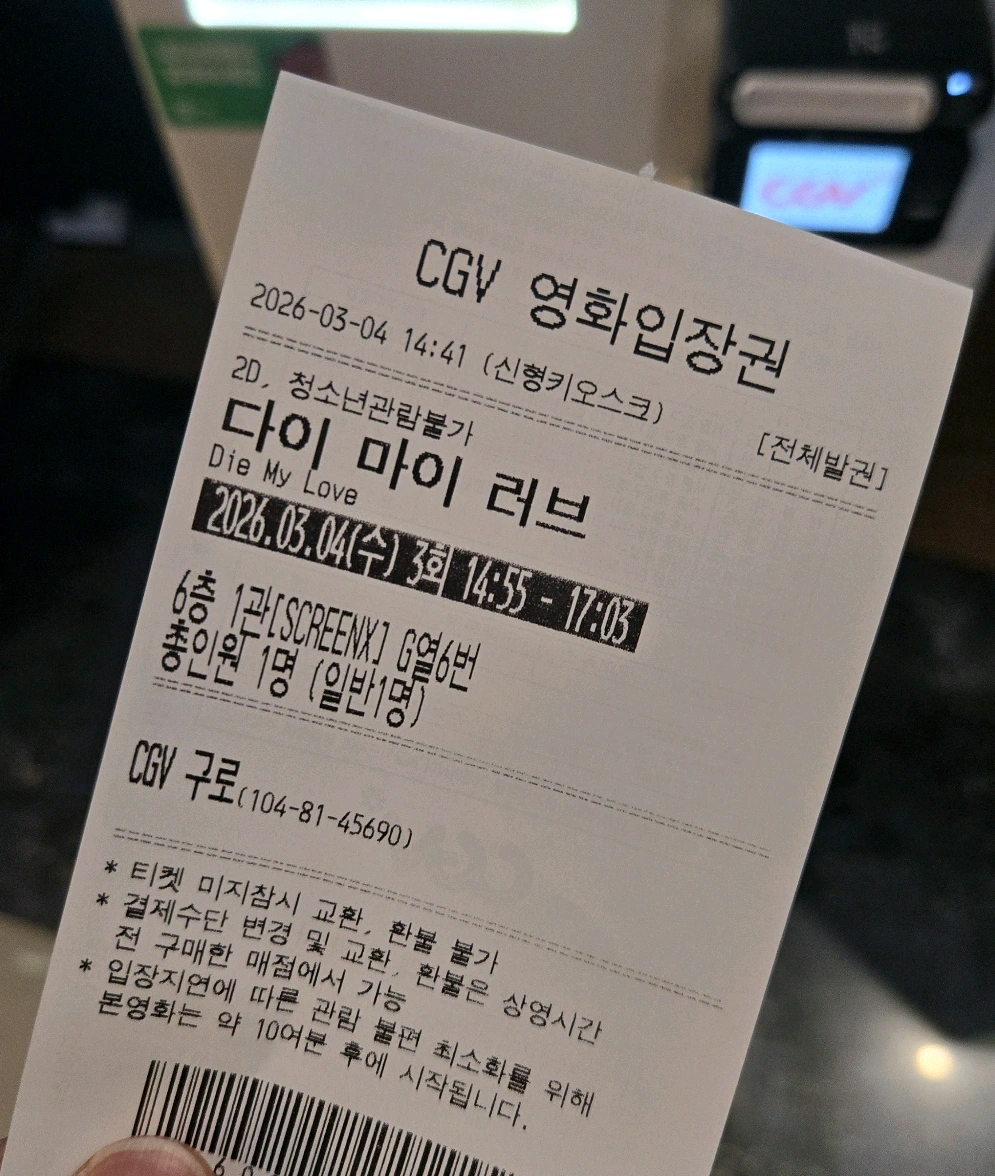 CGV 영화입장권
2026-03-04 14:41 (신형키오스크)
[전체발권]
2D, 청소년관람불가
다이 마이 러브
Die My Love
2026.03.04(수) 3회 14:55 - 17:03
6층 1관[SCREENX] G열6번
총인원 1명 (일반1명)
CGV 구로(104-81-45690)
* 티켓 미지참시 교환, 환불 불가
* 결제수단 변경 및 교환, 환불은 상영시간
전 구매한 매점에서 가능
* 입장지연에 따른 관람 불편 최소화를 위해
본영화는 약 10여분 후에 시작됩니다.
CGV